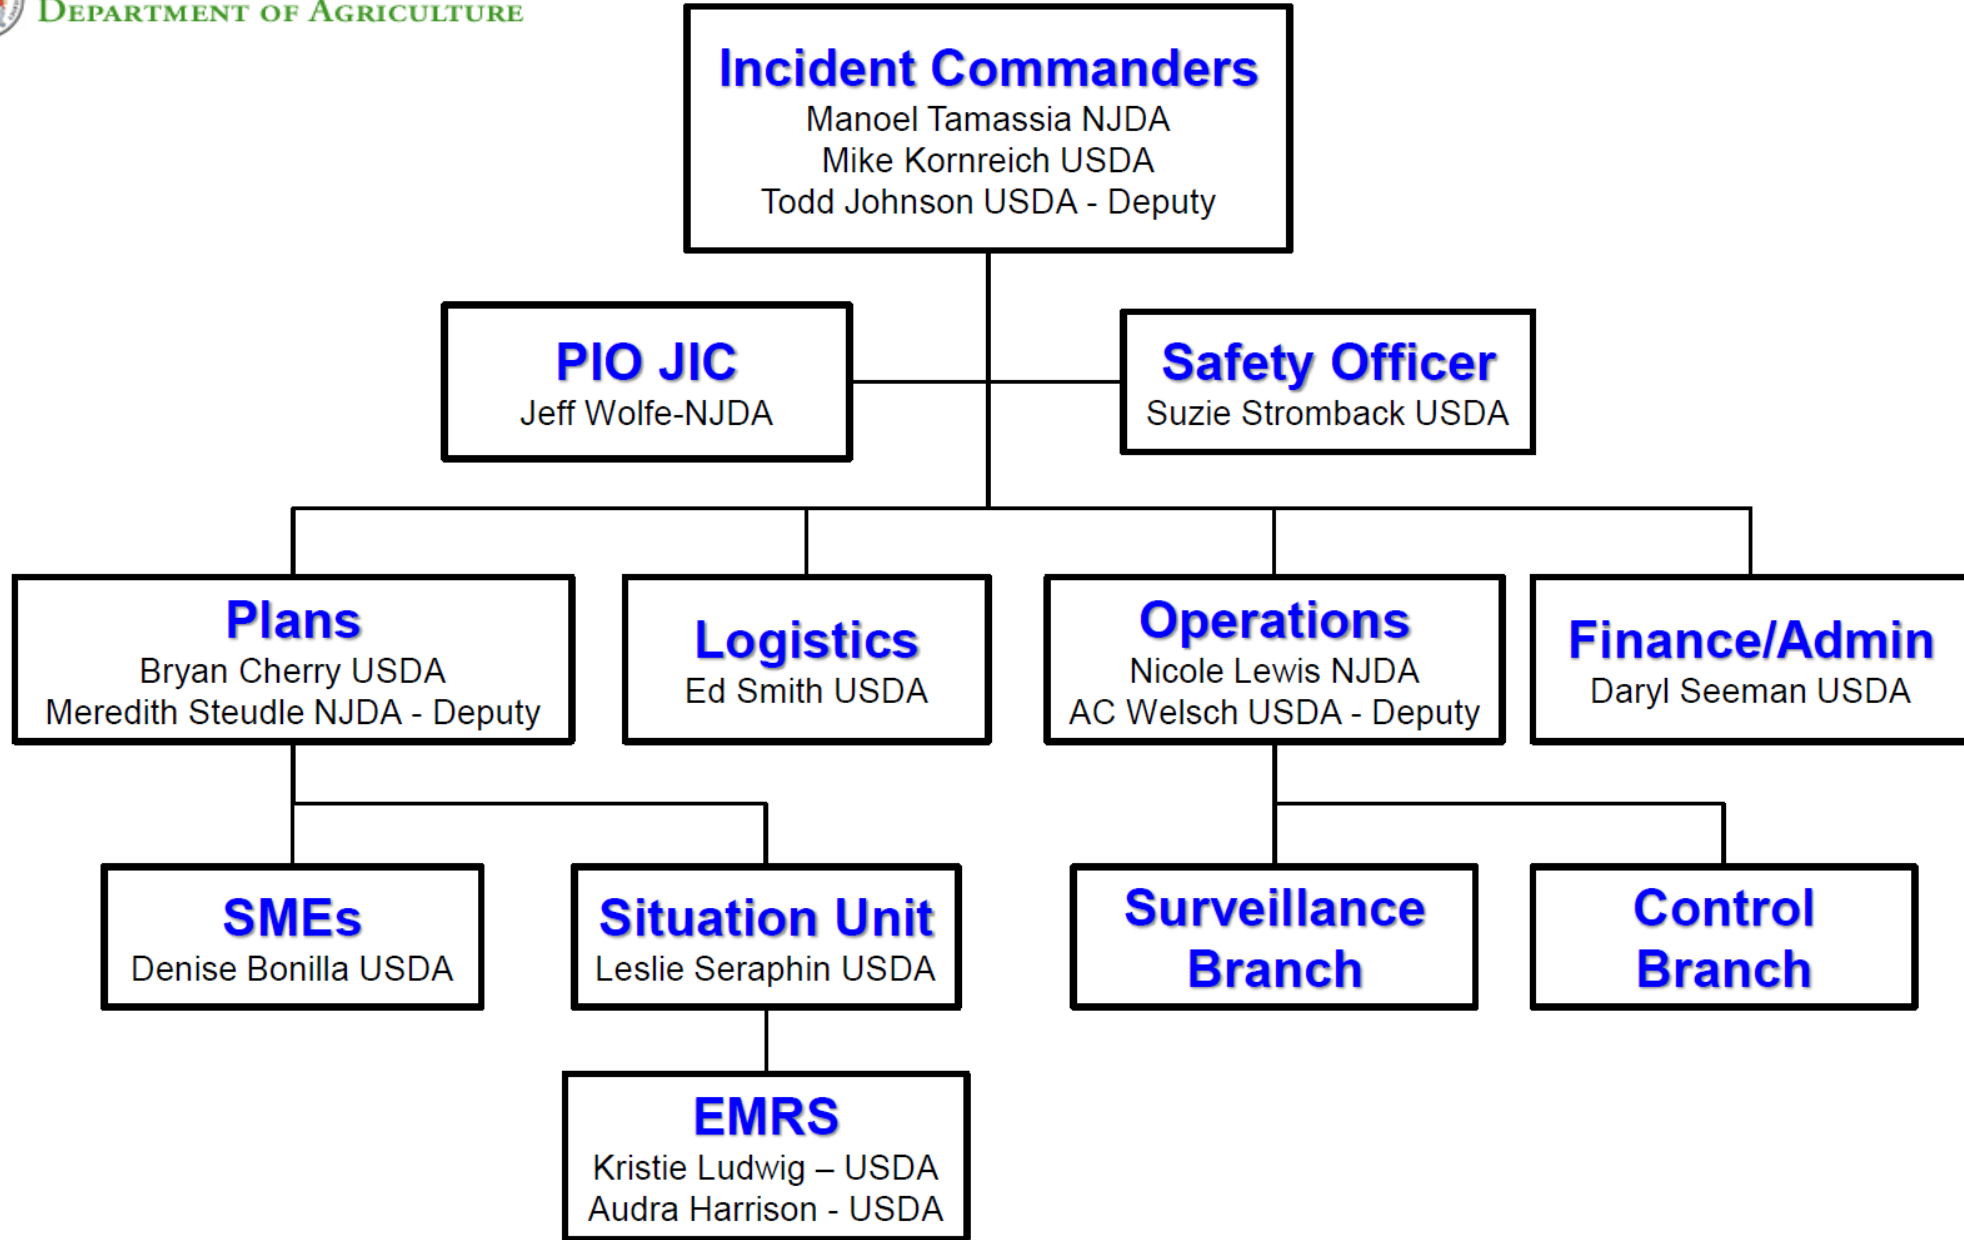 DEPARTMENT OF AGRICULTURE
Incident Commanders
Manoel Tamassia NJDA
Mike Kornreich USDA
Todd Johnson USDA - Deputy
PIO JIC
Jeff Wolfe-NJDA
Safety Officer
Suzie Stromback USDA
Plans
Bryan Cherry USDA
Meredith Steudle NJDA - Deputy
Logistics
Ed Smith USDA
Operations
Nicole Lewis NJDA
AC Welsch USDA - Deputy
Finance/Admin
Daryl Seeman USDA
SMEs
Denise Bonilla USDA
Situation Unit
Leslie Seraphin USDA
Surveillance
Branch
Control
Branch
EMRS
Kristie Ludwig – USDA
Audra Harrison - USDA